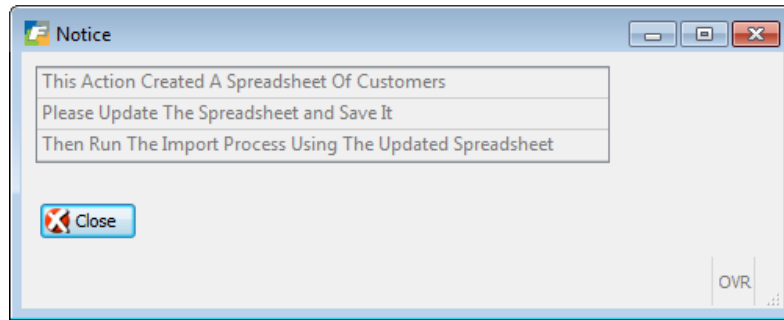 Notice
This Action Created A Spreadsheet Of Customers
Please Update The Spreadsheet and Save It
Then Run The Import Process Using The Updated Spreadsheet
Close
OVR